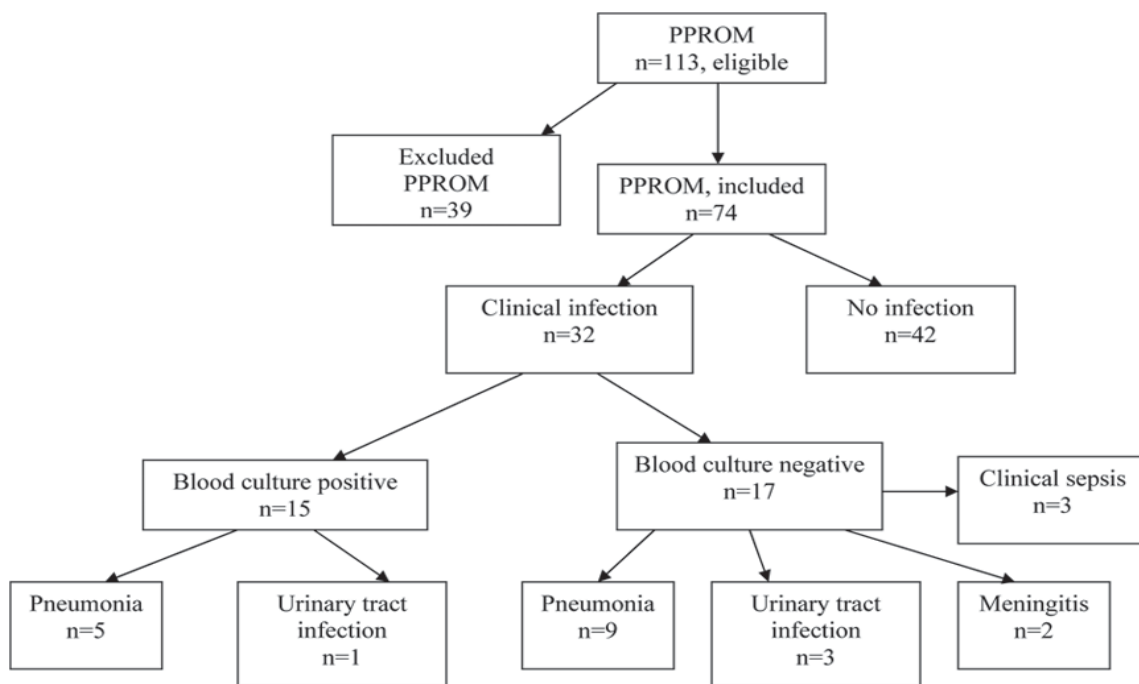 PPROM
n=113, eligible
Excluded
PPROM
n=39
PPROM, included
n=74
Clinical infection
n=32
No infection
n=42
Blood culture positive
n=15
Blood culture negative
n=17
Clinical sepsis
n=3
Pneumonia
n=5
Urinary tract
infection
n=1
Pneumonia
n=9
Urinary tract
infection
n=3
Meningitis
n=2